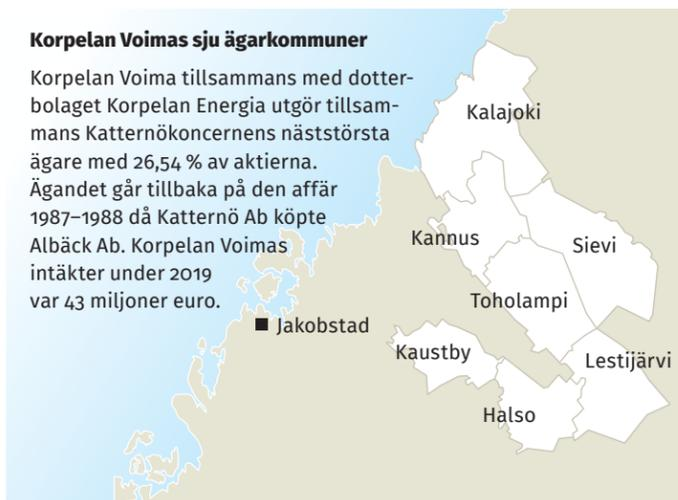 Korpelan Voimas sju ägarkommuner
Korpelan Voima tillsammans med dotter-
bolaget Korpelan Energia utgör tillsam-
mans Katternökoncernens näststörsta
ägare med 26,54 % av aktierna.
Ägandet går tillbaka på den affär
1987–1988 då Katternö Ab köpte
Albäck Ab. Korpelan Voimas
intäkter under 2019
var 43 miljoner euro.
Kalajoki
Kannus
Sievi
Toholampi
Jakobstad
Kaustby
Lestijärvi
Halso